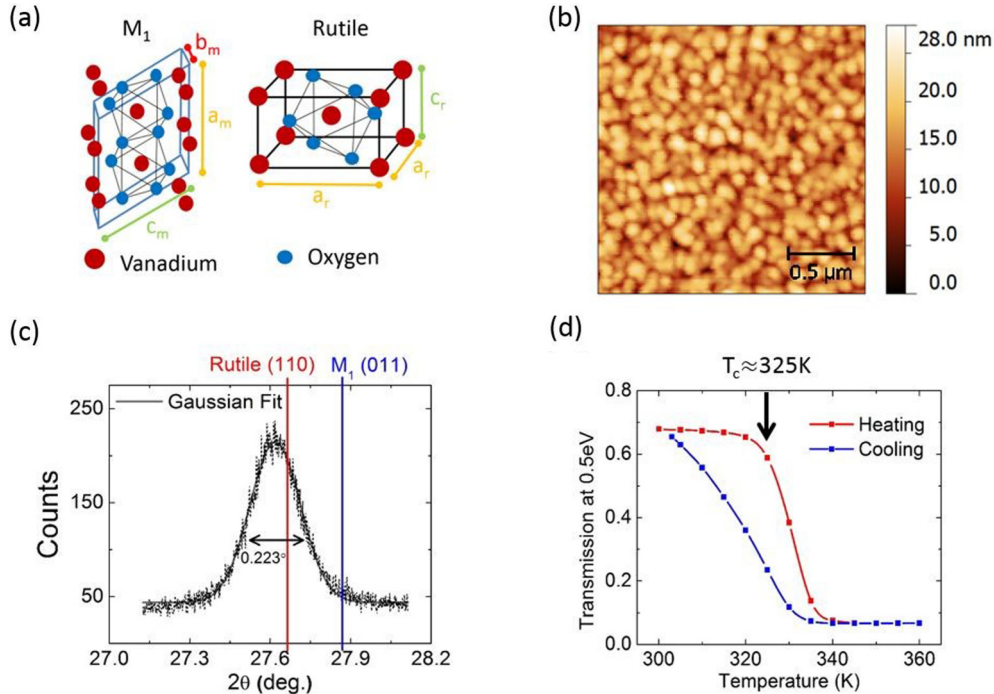 (a)
M₁
Rutile
bₘ
aₘ
cₘ
cᵣ
aᵣ
aᵣ
Vanadium
Oxygen
(b)
28.0 nm
20.0
15.0
10.0
5.0
0.0
0.5 µm
(c)
Rutile (110)
M₁ (011)
Gaussian Fit
250
150
50
Counts
0.223°
27.0
27.3
27.6
27.9
28.2
2θ (deg.)
(d)
T꜀≈325K
0.8
0.6
0.4
0.2
0.0
Transmission at 0.5eV
Heating
Cooling
300
320
340
360
Temperature (K)